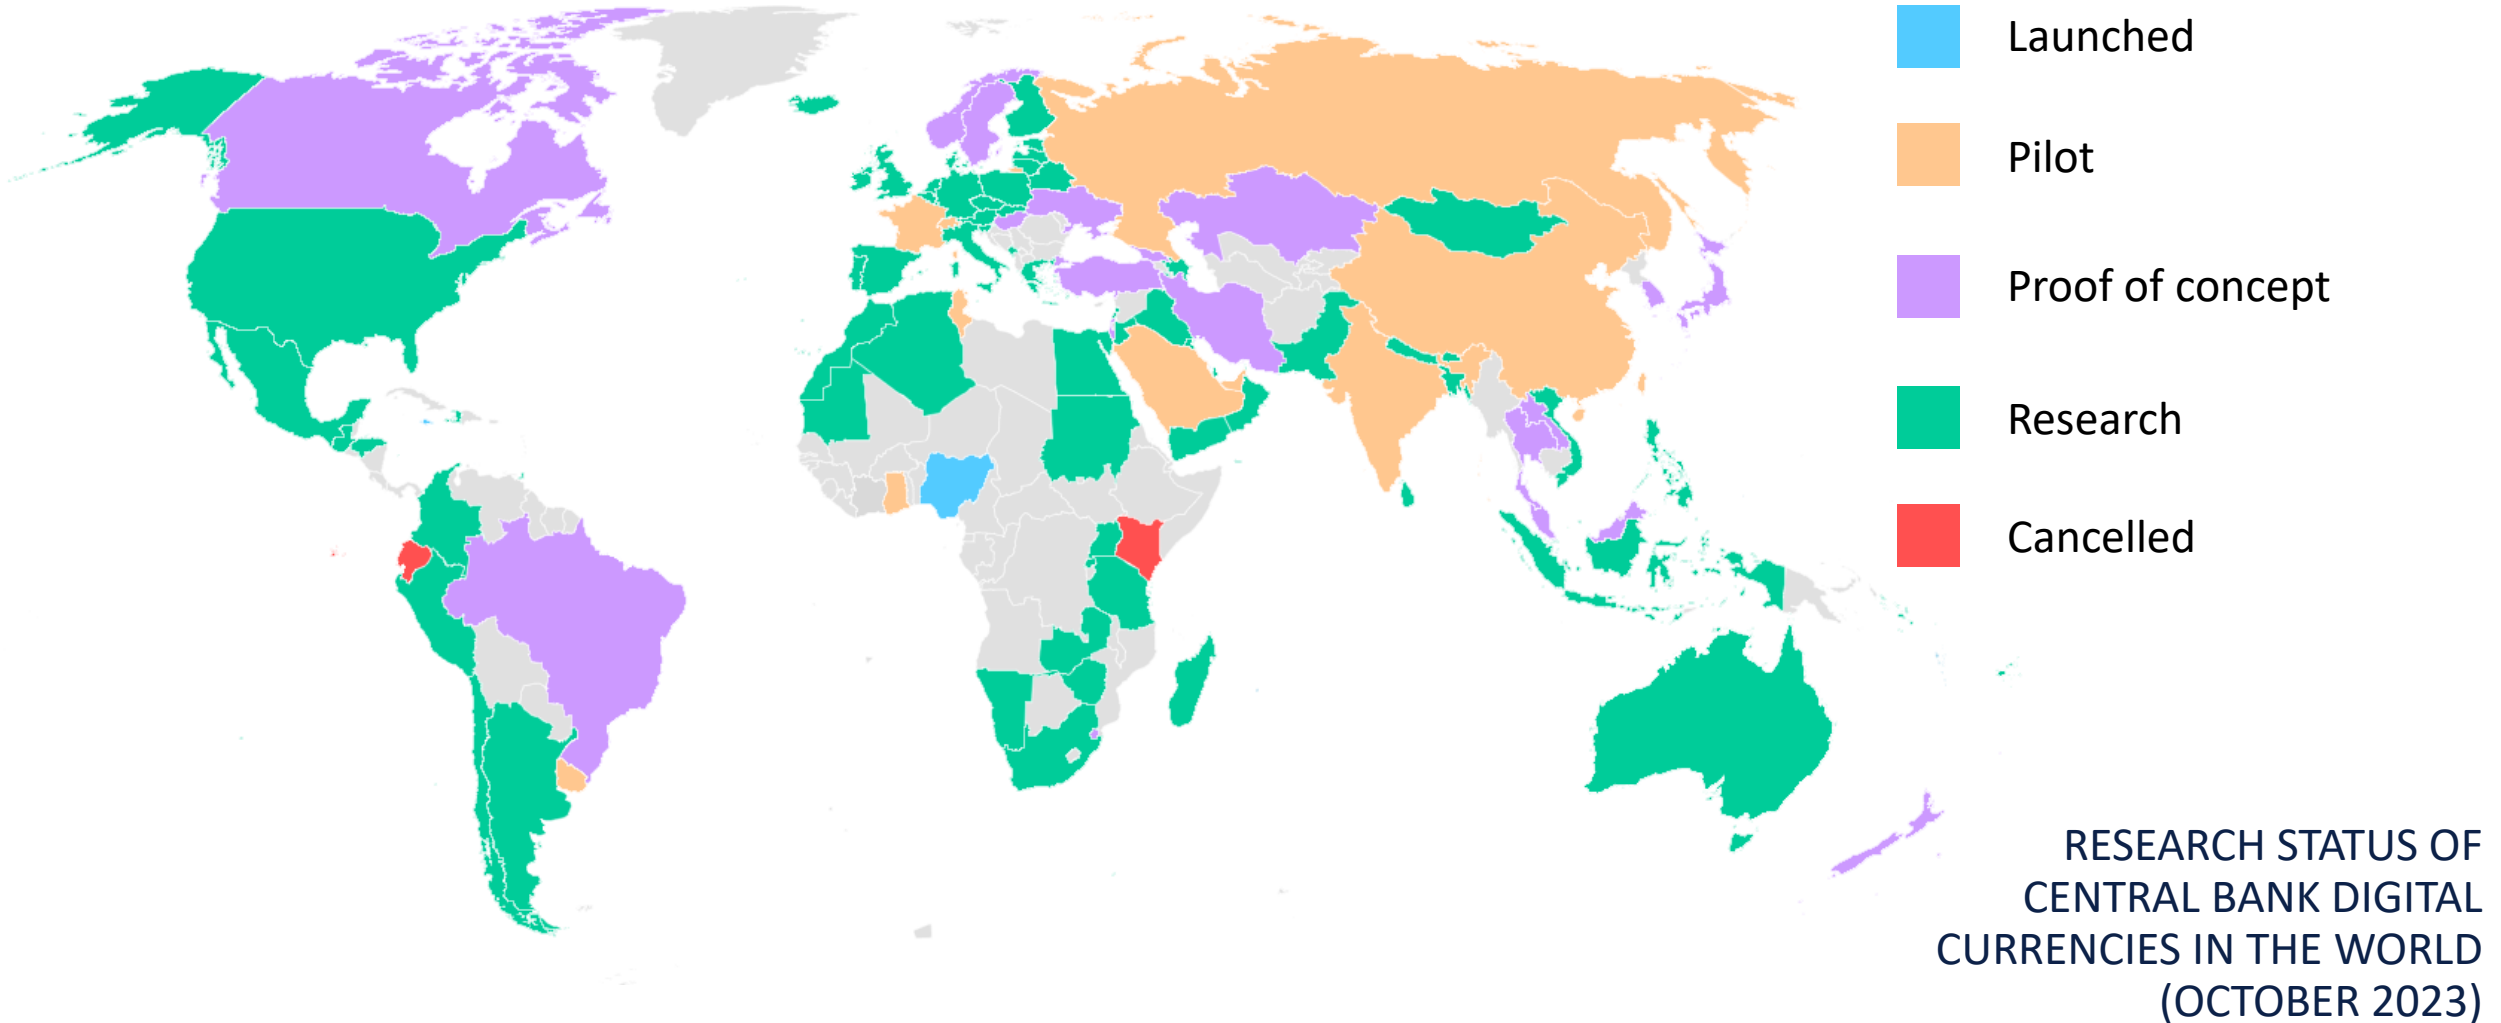 Launched
Pilot
Proof of concept
Research
Cancelled
RESEARCH STATUS OF
CENTRAL BANK DIGITAL
CURRENCIES IN THE WORLD
(OCTOBER 2023)